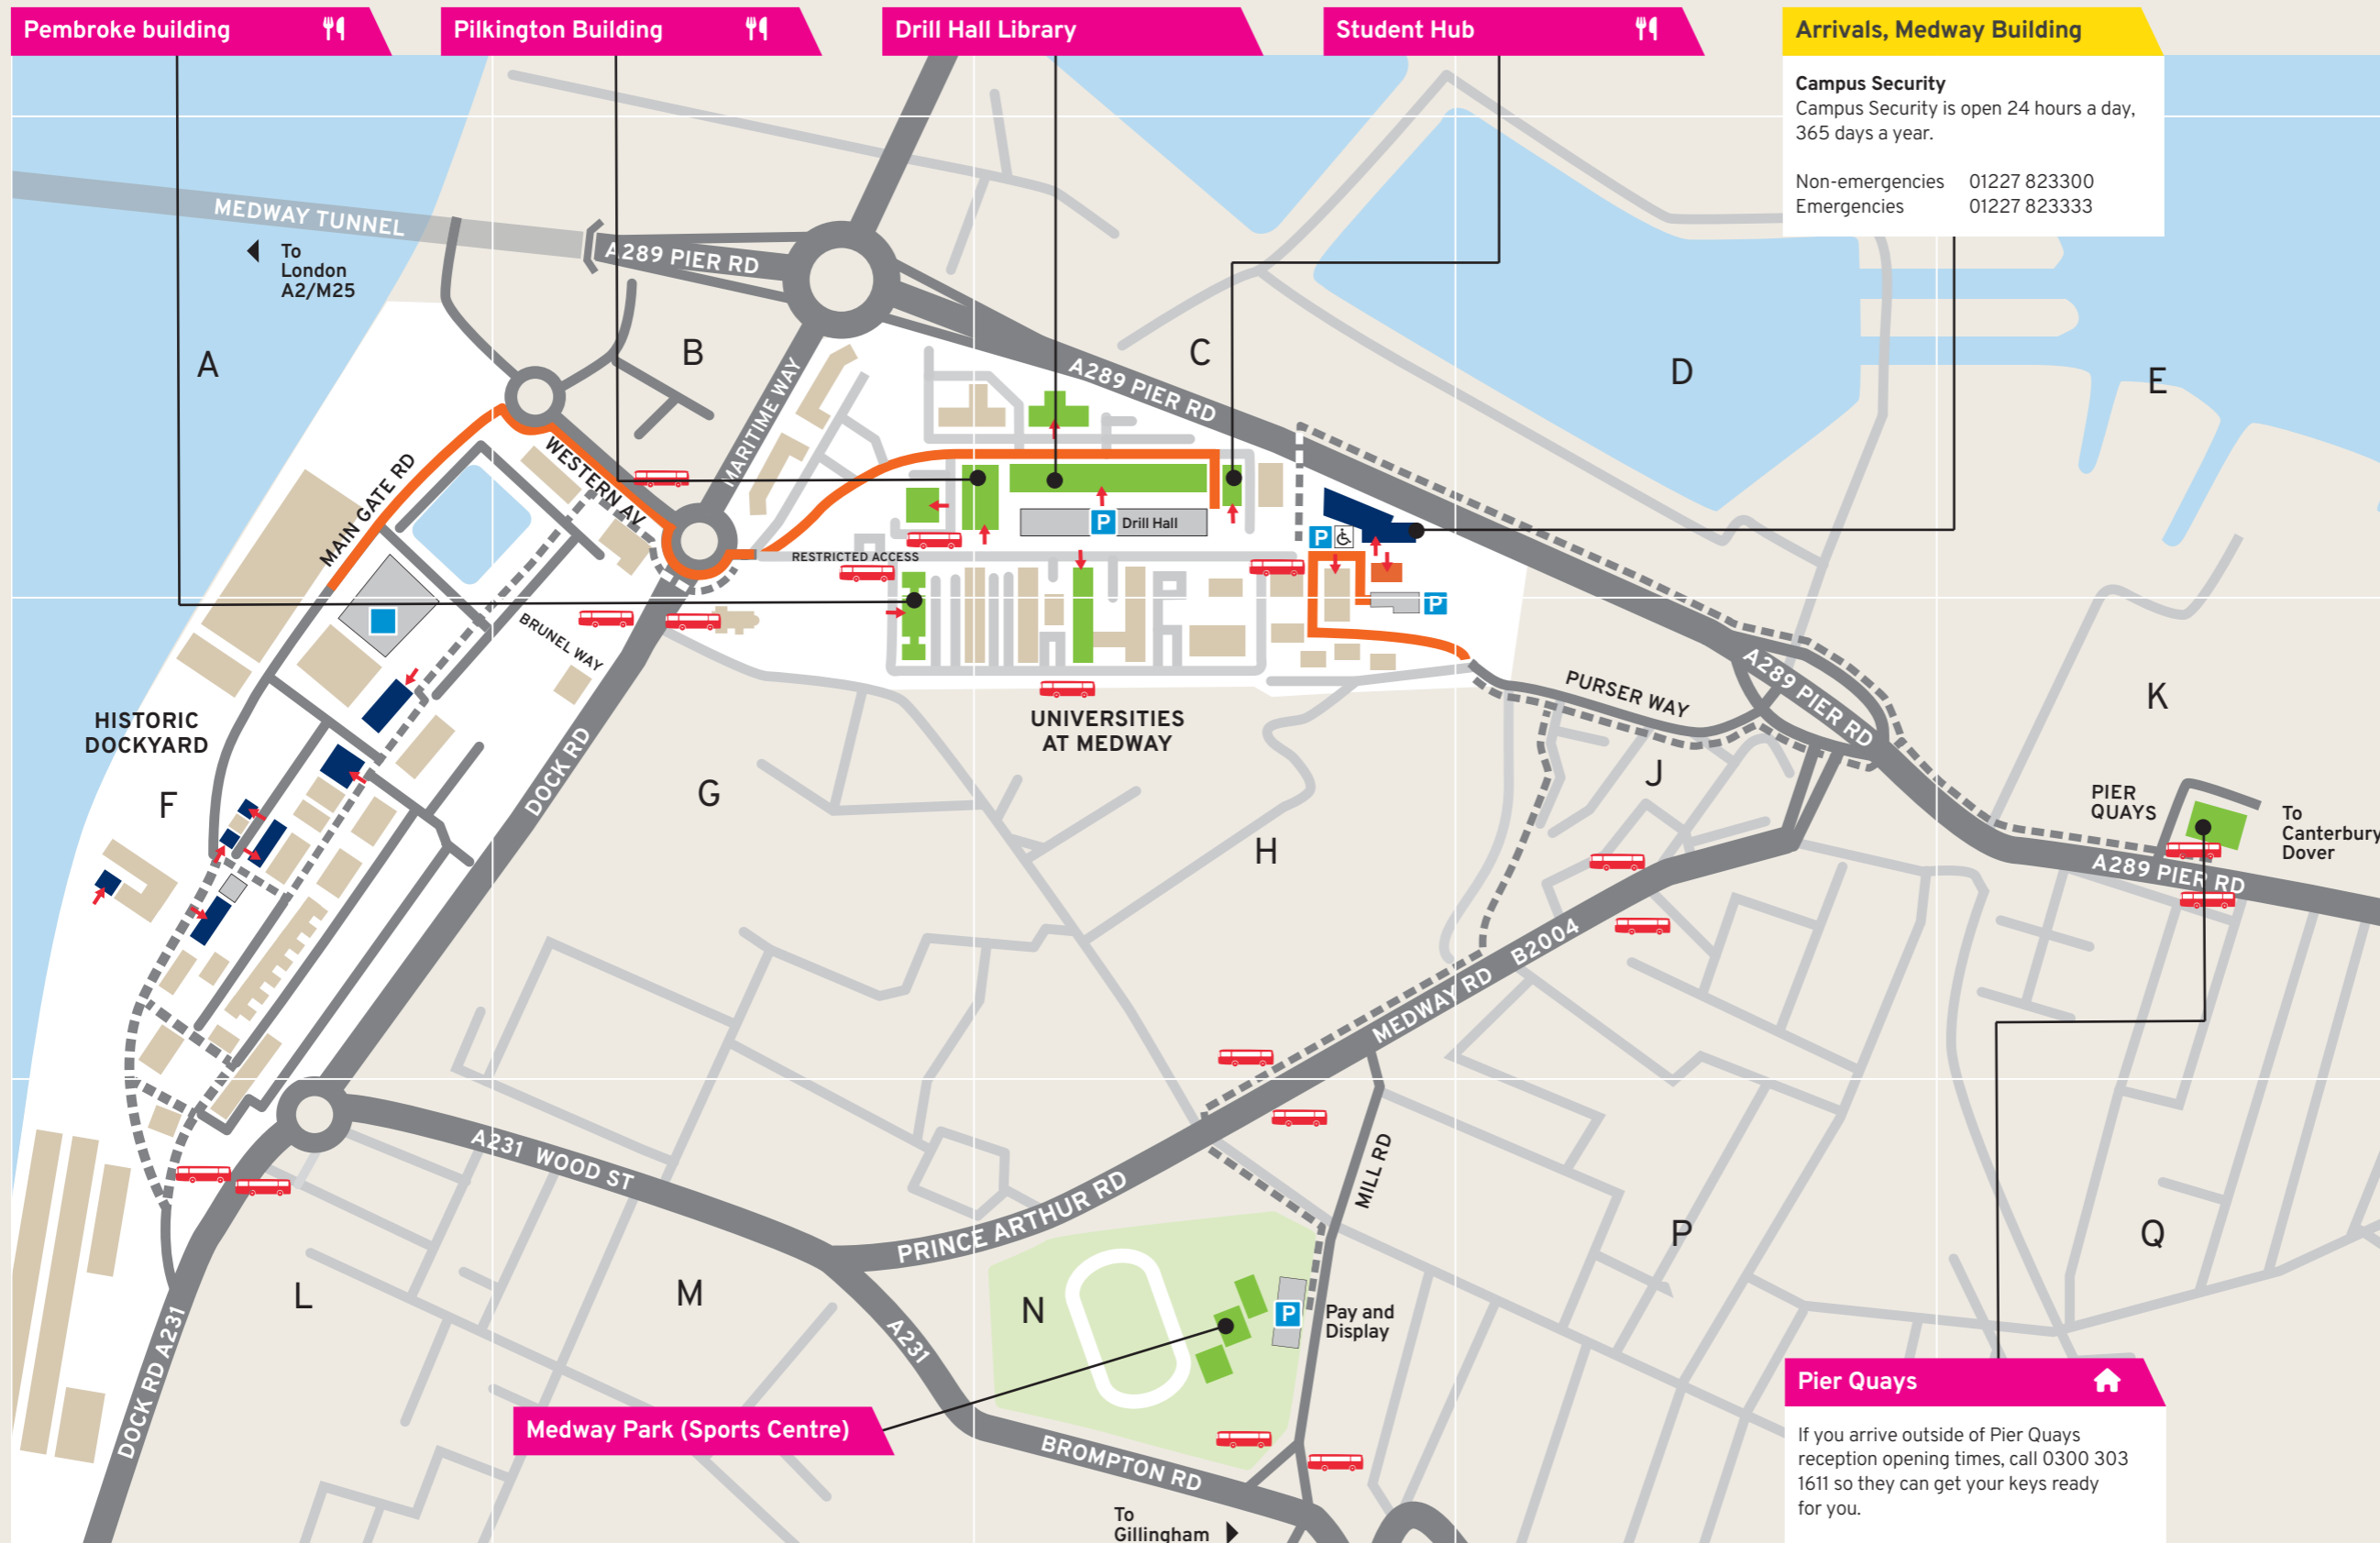 Pembroke building
Pilkington Building
Drill Hall Library
Student Hub
Arrivals, Medway Building
Campus Security
Campus Security is open 24 hours a day,
365 days a year.
Non-emergencies 01227 823300
Emergencies 01227 823333
MEDWAY TUNNEL
To
London
A2/M25
A289 PIER RD
A
B
C
D
E
A289 PIER RD
MARITIME WAY
WESTERN AV
MAIN GATE RD
P Drill Hall
P
RESTRICTED ACCESS
P
BRUNEL WAY
HISTORIC
DOCKYARD
UNIVERSITIES
AT MEDWAY
PURSER WAY
A289 PIER RD
DOCK RD
F
G
H
J
K
PIER
QUAYS
To
Canterbury
Dover
A289 PIER RD
MEDWAY RD B2004
A231 WOOD ST
PRINCE ARTHUR RD
MILL RD
L
M
N
P
Q
P
Pay and
Display
DOCK RD A231
A231
BROMPTON RD
Medway Park (Sports Centre)
To
Gillingham
Pier Quays
If you arrive outside of Pier Quays
reception opening times, call 0300 303
1611 so they can get your keys ready
for you.